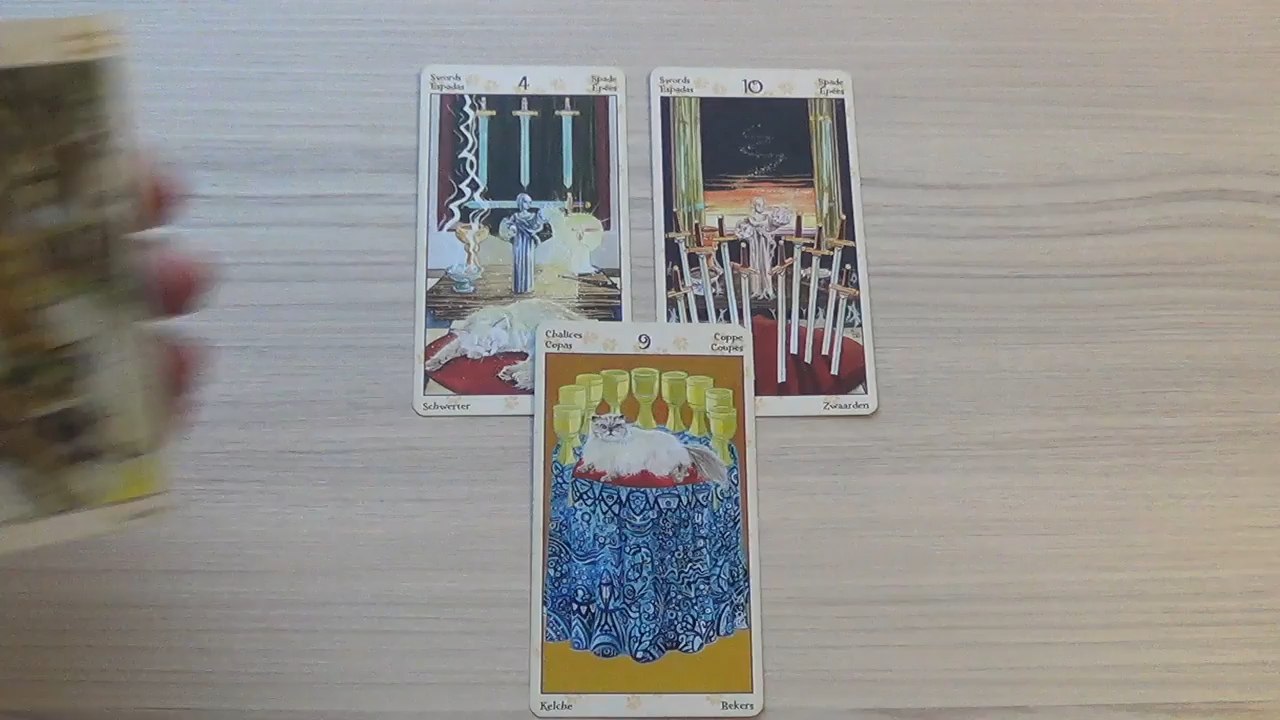 Swords 4 Spade
Espadas Epées
Schwerter
Swords 10 Spade
Espadas Epées
Zwaarden
Chalices 9 Coppe
Copas Coupes
Kelche Bekers